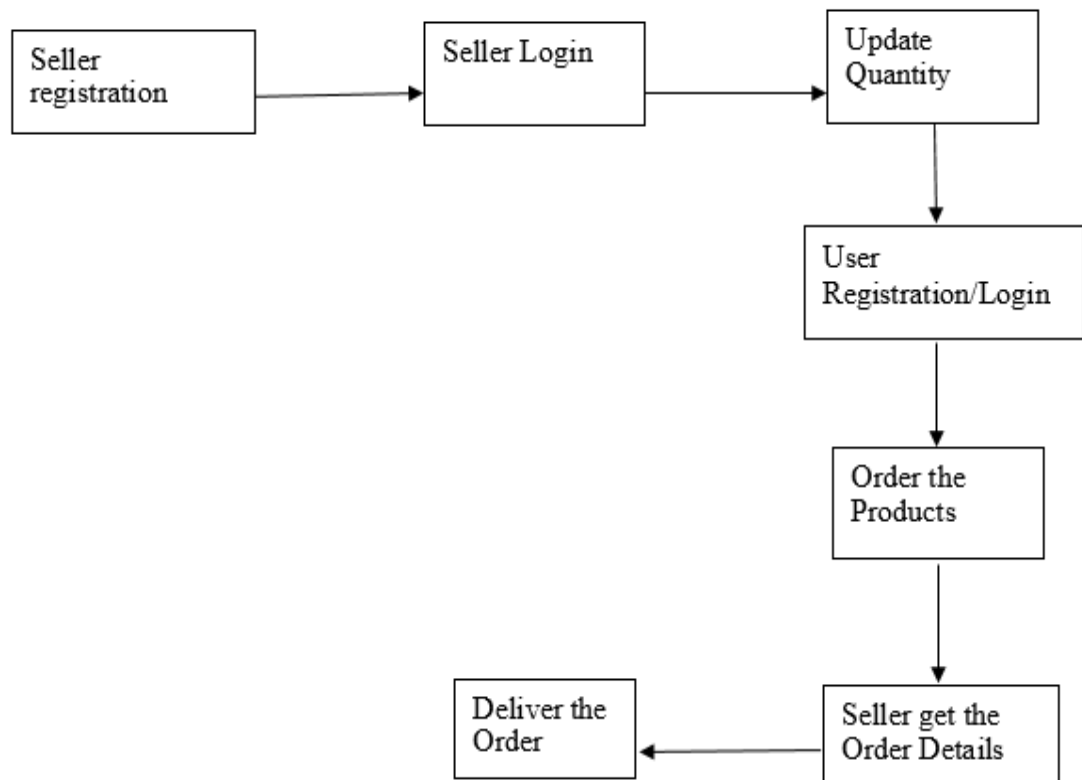 Seller
registration
Seller Login
Update
Quantity
User
Registration/Login
Order the
Products
Seller get the
Order Details
Deliver the
Order